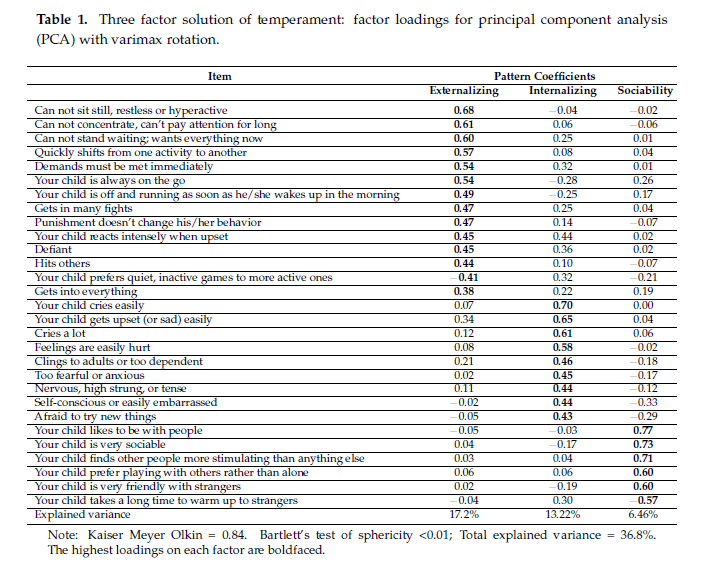 Table 1. Three factor solution of temperament: factor loadings for principal component analysis
(PCA) with varimax rotation.
Item Pattern Coefficients
Externalizing Internalizing Sociability
Can not sit still, restless or hyperactive 0.68 −0.04 −0.02
Can not concentrate, can't pay attention for long 0.61 0.06 −0.06
Can not stand waiting; wants everything now 0.60 0.25 0.01
Quickly shifts from one activity to another 0.57 0.08 0.04
Demands must be met immediately 0.54 0.32 0.01
Your child is always on the go 0.54 −0.28 0.26
Your child is off and running as soon as he/she wakes up in the morning 0.49 −0.25 0.17
Gets in many fights 0.47 0.25 0.04
Punishment doesn't change his/her behavior 0.47 0.14 −0.07
Your child reacts intensely when upset 0.45 0.44 0.02
Defiant 0.45 0.36 0.02
Hits others 0.44 0.10 −0.07
Your child prefers quiet, inactive games to more active ones −0.41 0.32 −0.21
Gets into everything 0.38 0.22 0.19
Your child cries easily 0.07 0.70 0.00
Your child gets upset (or sad) easily 0.34 0.65 0.04
Cries a lot 0.12 0.61 0.06
Feelings are easily hurt 0.08 0.58 −0.02
Clings to adults or too dependent 0.21 0.46 −0.18
Too fearful or anxious 0.02 0.45 −0.17
Nervous, high strung, or tense 0.11 0.44 −0.12
Self-conscious or easily embarrassed −0.02 0.44 −0.33
Afraid to try new things −0.05 0.43 −0.29
Your child likes to be with people −0.05 −0.03 0.77
Your child is very sociable 0.04 −0.17 0.73
Your child finds other people more stimulating than anything else 0.03 0.04 0.71
Your child prefer playing with others rather than alone 0.06 0.06 0.60
Your child is very friendly with strangers 0.02 −0.19 0.60
Your child takes a long time to warm up to strangers −0.04 0.30 −0.57
Explained variance 17.2% 13.22% 6.46%
Note: Kaiser Meyer Olkin = 0.84. Bartlett's test of sphericity <0.01; Total explained variance = 36.8%.
The highest loadings on each factor are boldfaced.